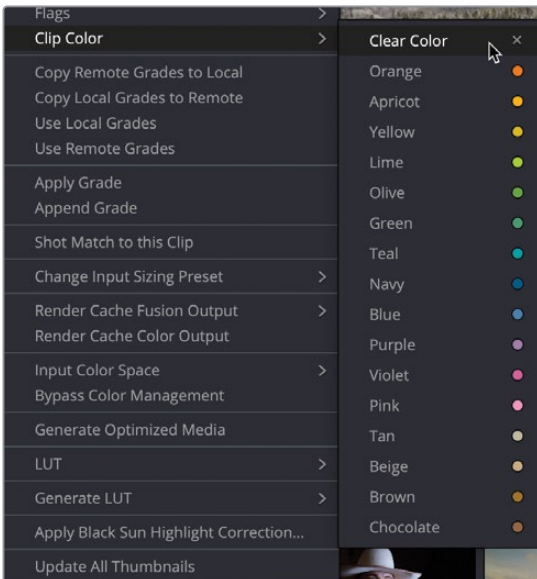 Flags
Clip Color
Copy Remote Grades to Local
Copy Local Grades to Remote
Use Local Grades
Use Remote Grades
Apply Grade
Append Grade
Shot Match to this Clip
Change Input Sizing Preset
Render Cache Fusion Output
Render Cache Color Output
Input Color Space
Bypass Color Management
Generate Optimized Media
LUT
Generate LUT
Apply Black Sun Highlight Correction...
Update All Thumbnails
Clear Color
Orange
Apricot
Yellow
Lime
Olive
Green
Teal
Navy
Blue
Purple
Violet
Pink
Tan
Beige
Brown
Chocolate